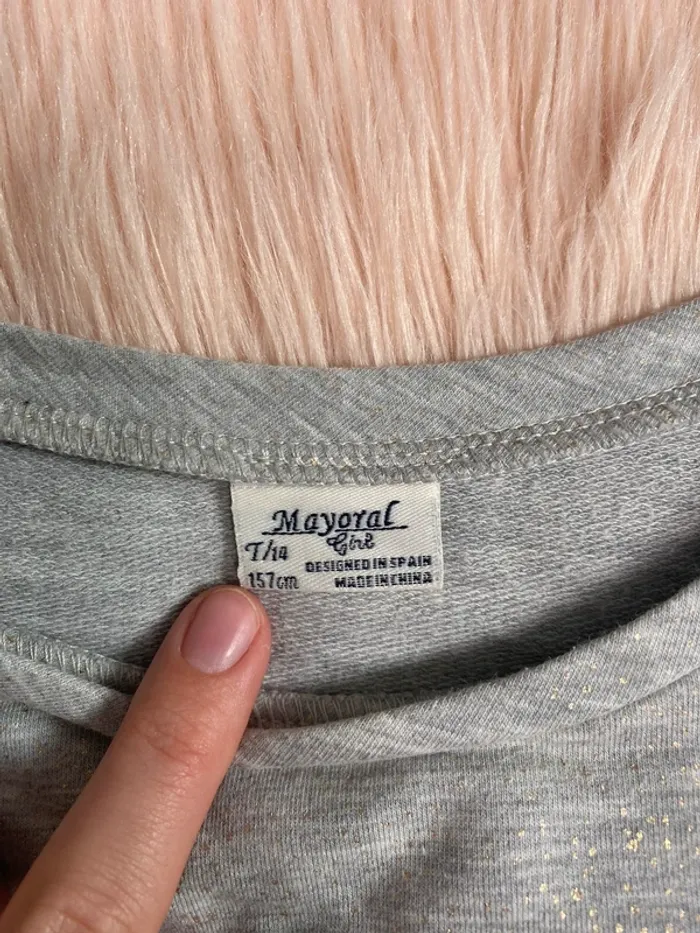 Mayoral
Girl
T/14
DESIGNED IN SPAIN
157cm
MADE IN CHINA